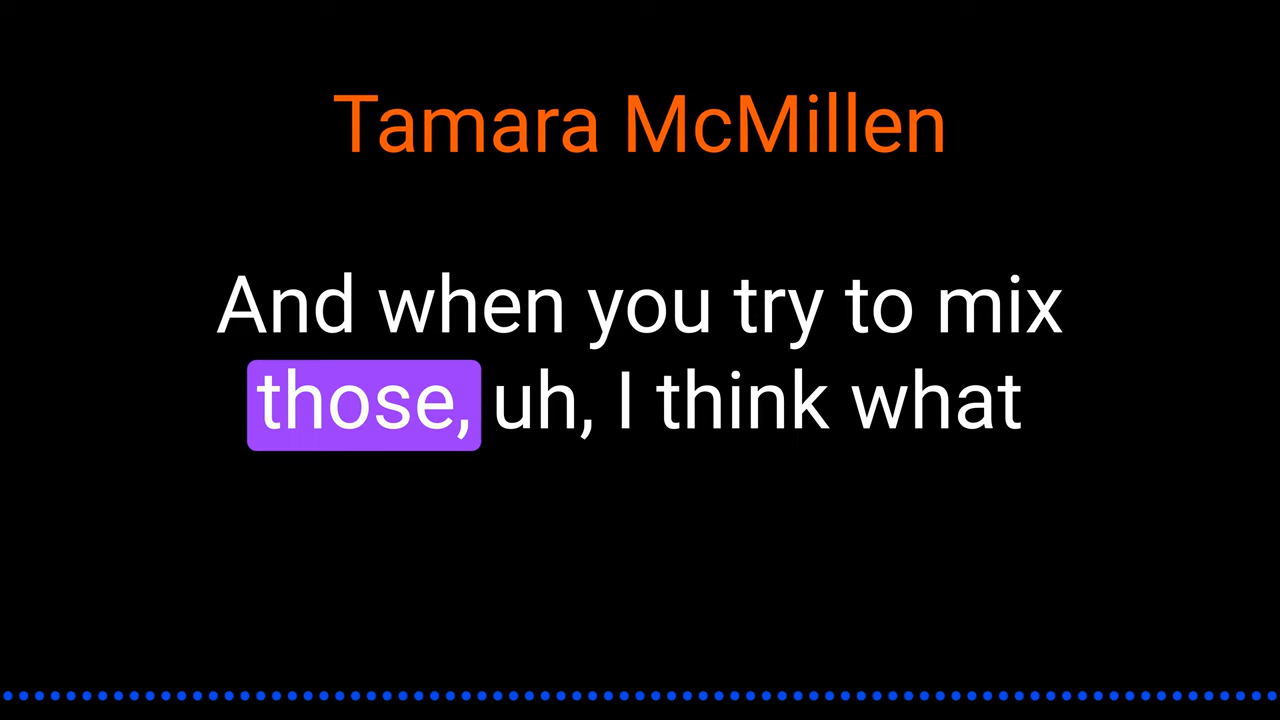 Tamara McMillen
And when you try to mix
those, uh, I think what